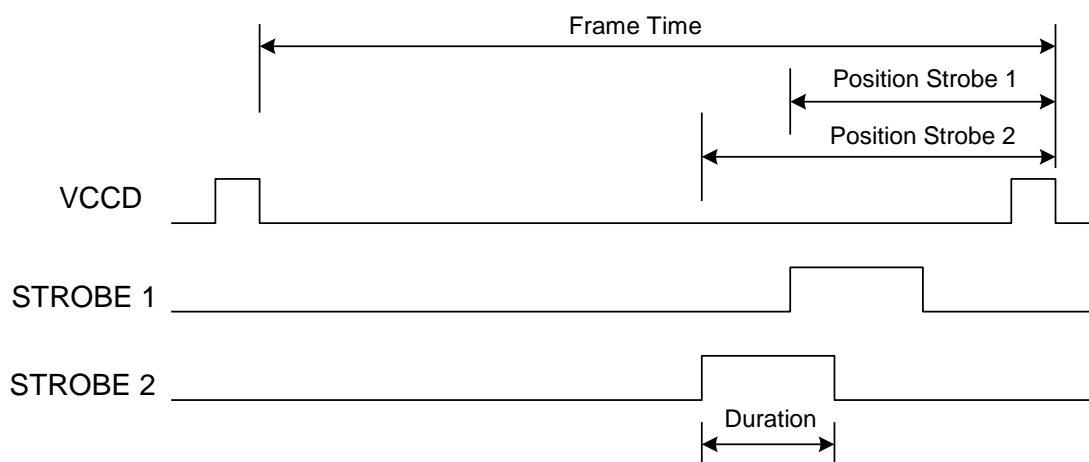 Frame Time
Position Strobe 1
Position Strobe 2
VCCD
STROBE 1
STROBE 2
Duration